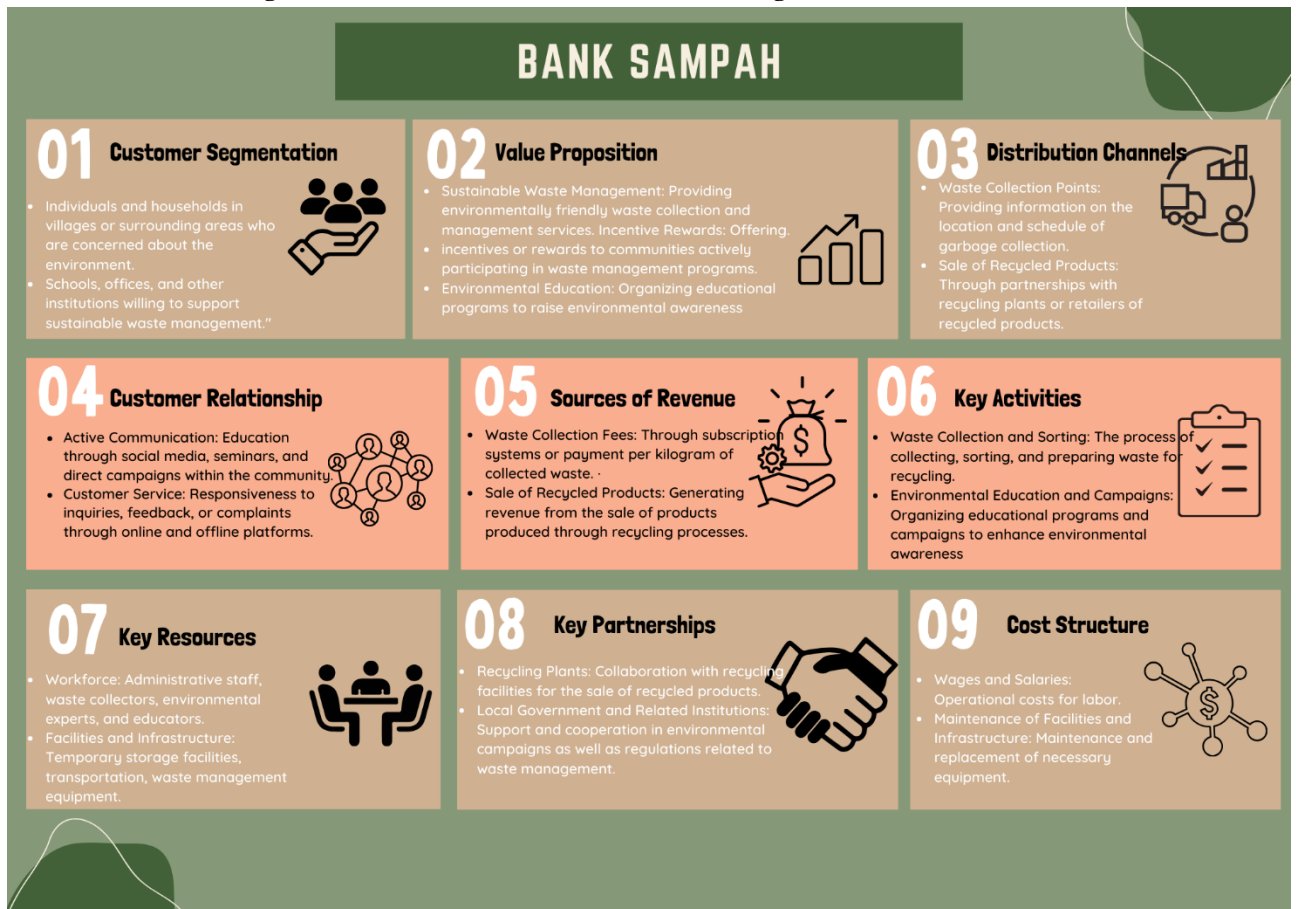 BANK SAMPAH
01 Customer Segmentation
• Individuals and households in
villages or surrounding areas who
are concerned about the
environment.
• Schools, offices, and other
institutions willing to support
sustainable waste management."
02 Value Proposition
• Sustainable Waste Management: Providing
environmentally friendly waste collection and
management services. Incentive Rewards: Offering.
• incentives or rewards to communities actively
participating in waste management programs.
• Environmental Education: Organizing educational
programs to raise environmental awareness
03 Distribution Channels
• Waste Collection Points:
Providing information on the
location and schedule of
garbage collection.
• Sale of Recycled Products:
Through partnerships with
recycling plants or retailers of
recycled products.
04 Customer Relationship
• Active Communication: Education
through social media, seminars, and
direct campaigns within the community.
• Customer Service: Responsiveness to
inquiries, feedback, or complaints
through online and offline platforms.
05 Sources of Revenue
• Waste Collection Fees: Through subscription
systems or payment per kilogram of
collected waste. ·
• Sale of Recycled Products: Generating
revenue from the sale of products
produced through recycling processes.
$
06 Key Activities
• Waste Collection and Sorting: The process of
collecting, sorting, and preparing waste for
recycling.
• Environmental Education and Campaigns:
Organizing educational programs and
campaigns to enhance environmental
awareness
07 Key Resources
• Workforce: Administrative staff,
waste collectors, environmental
experts, and educators.
• Facilities and Infrastructure:
Temporary storage facilities,
transportation, waste management
equipment.
08 Key Partnerships
• Recycling Plants: Collaboration with recycling
facilities for the sale of recycled products.
• Local Government and Related Institutions:
Support and cooperation in environmental
campaigns as well as regulations related to
waste management.
09 Cost Structure
• Wages and Salaries:
Operational costs for labor.
• Maintenance of Facilities and
Infrastructure: Maintenance and
replacement of necessary
equipment.
$